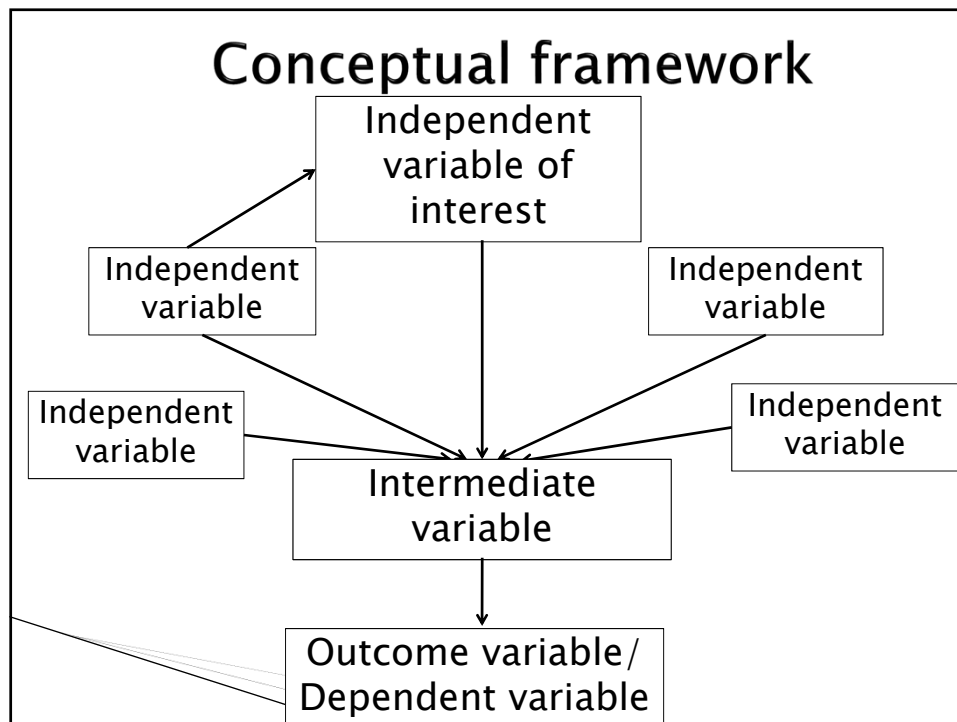 Conceptual framework
Independent
variable of
interest
Independent
variable
Independent
variable
Independent
variable
Independent
variable
Intermediate
variable
Outcome variable/
Dependent variable